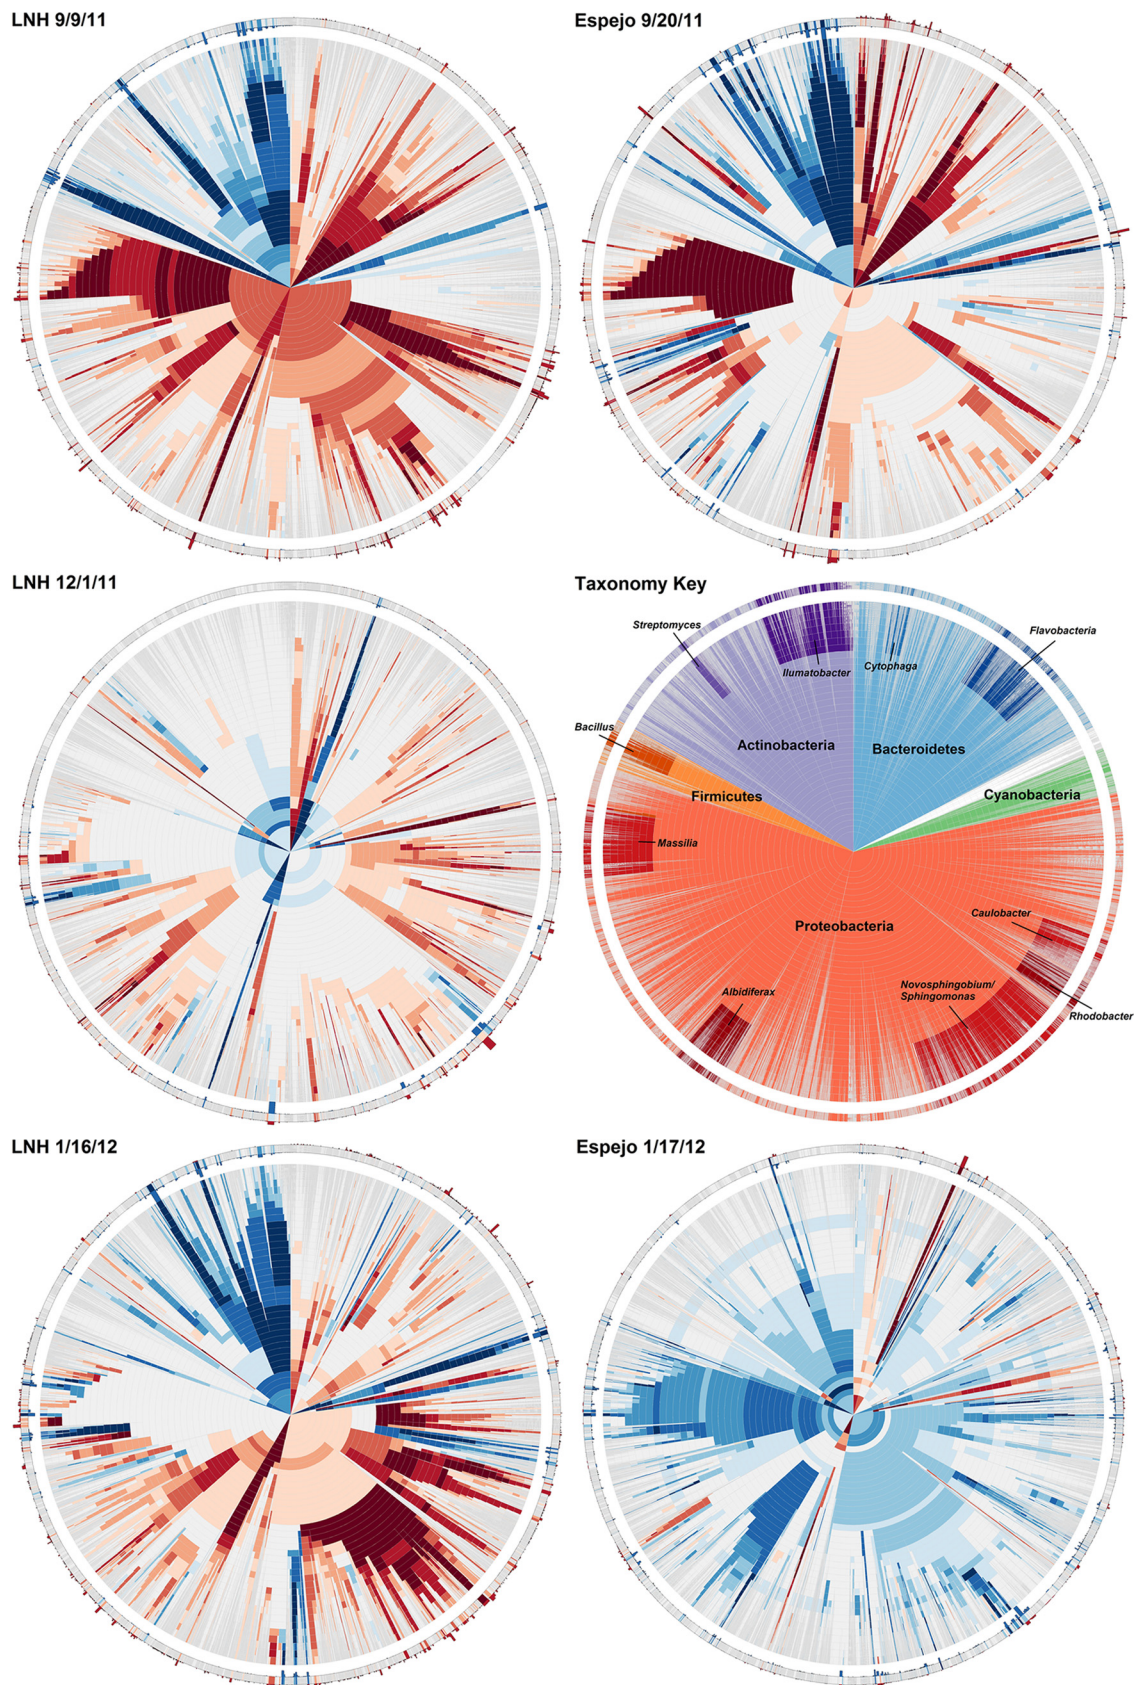 LNH 9/9/11
Espejo 9/20/11
LNH 12/1/11
Taxonomy Key
Streptomyces
Flavobacteria
Ilumatobacter
Cytophaga
Bacillus
Actinobacteria
Bacteroidetes
Firmicutes
Cyanobacteria
Massilia
Caulobacter
Proteobacteria
Albidiferax
Novosphingobium/
Sphingomonas
Rhodobacter
LNH 1/16/12
Espejo 1/17/12